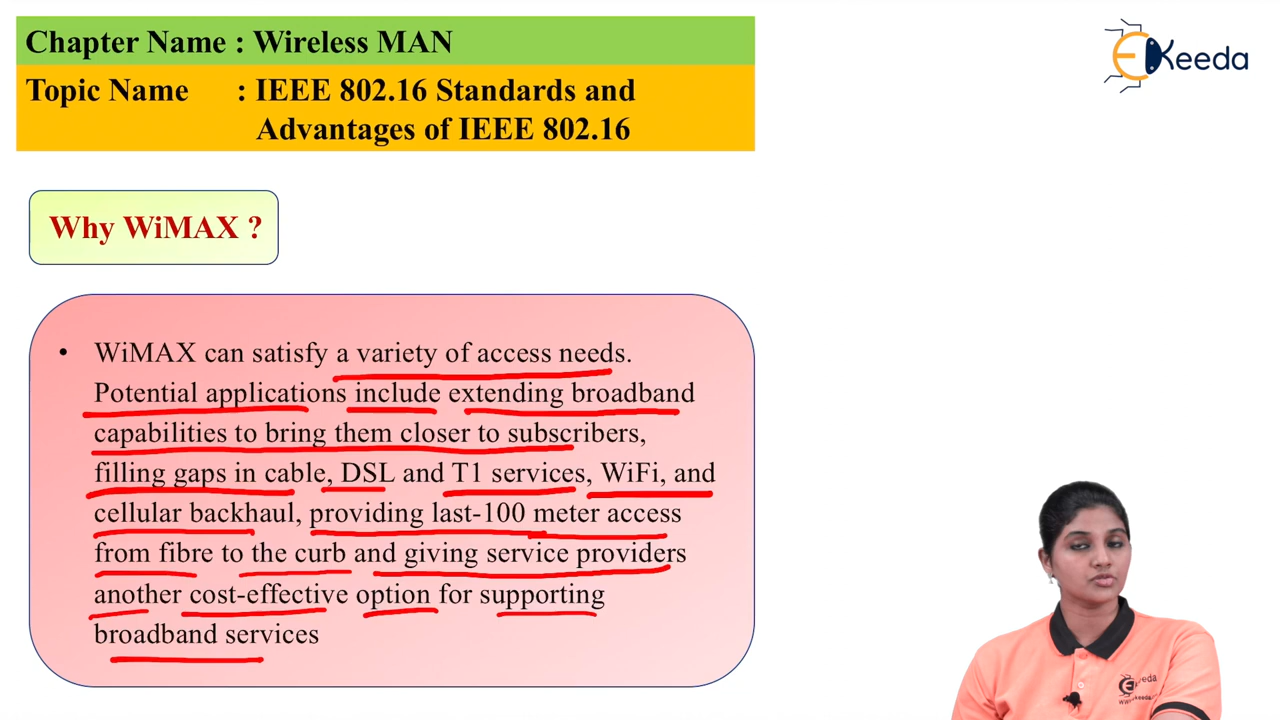 Chapter Name : Wireless MAN
Keeda
Topic Name : IEEE 802.16 Standards and
Advantages of IEEE 802.16
Why WiMAX ?
• WiMAX can satisfy a variety of access needs.
Potential applications include extending broadband
capabilities to bring them closer to subscribers,
filling gaps in cable, DSL and T1 services, WiFi, and
cellular backhaul, providing last-100 meter access
from fibre to the curb and giving service providers
another cost-effective option for supporting
broadband services